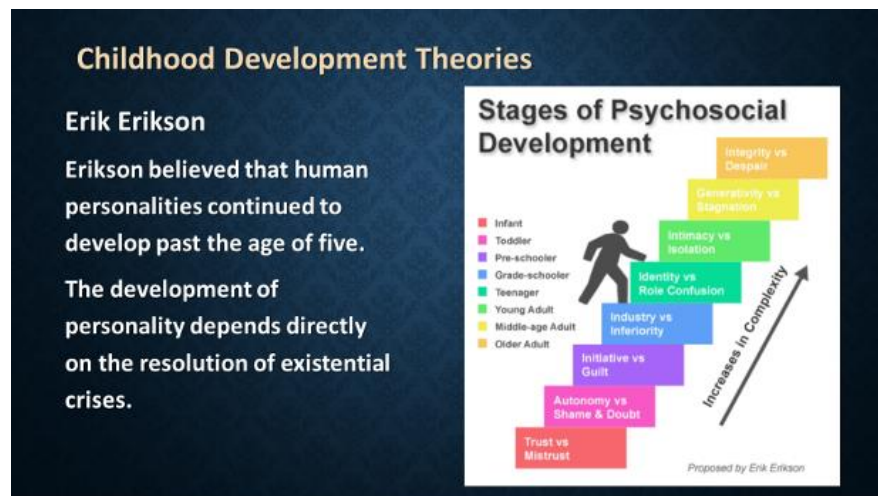 Childhood Development Theories
Erik Erikson
Erikson believed that human
personalities continued to
develop past the age of five.
The development of
personality depends directly
on the resolution of existential
crises.
Stages of Psychosocial
Development
Infant
Toddler
Pre-schooler
Grade-schooler
Teenager
Young Adult
Middle-age Adult
Older Adult
Integrity vs
Despair
Generativity vs
Stagnation
Intimacy vs
Isolation
Identity vs
Role Confusion
Industry vs
Inferiority
Initiative vs
Guilt
Autonomy vs
Shame & Doubt
Trust vs
Mistrust
Increases in Complexity
Proposed by Erik Erikson